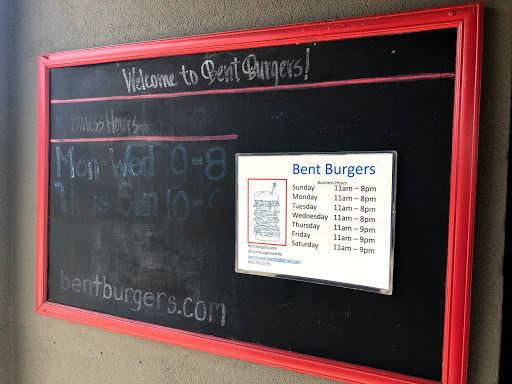 Welcome to Bent Burgers!
Business Hours
Mon-Wed 10-8
Sun 10-
bentburgers.com
Bent Burgers
Business Hours
Sunday 11am – 8pm
Monday 11am – 8pm
Tuesday 11am – 8pm
Wednesday 11am – 8pm
Thursday 11am – 9pm
Friday 11am – 9pm
Saturday 11am – 9pm
bentburgers.com